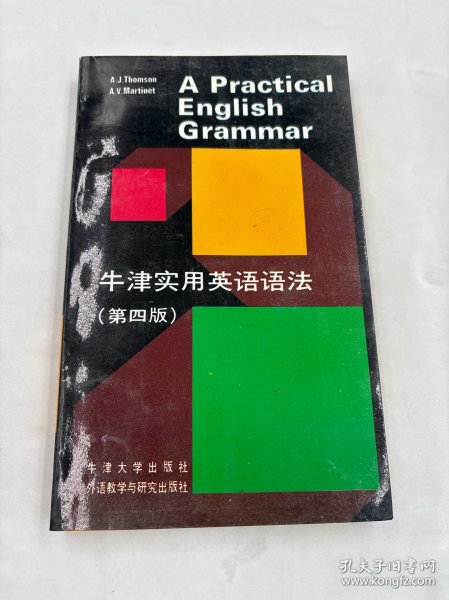 A.J.Thomson
A.V.Martinet
A Practical
English
Grammar
牛津实用英语语法
(第四版)
牛津大学出版社
外语教学与研究出版社
孔夫子旧书网
www.kongfz.com